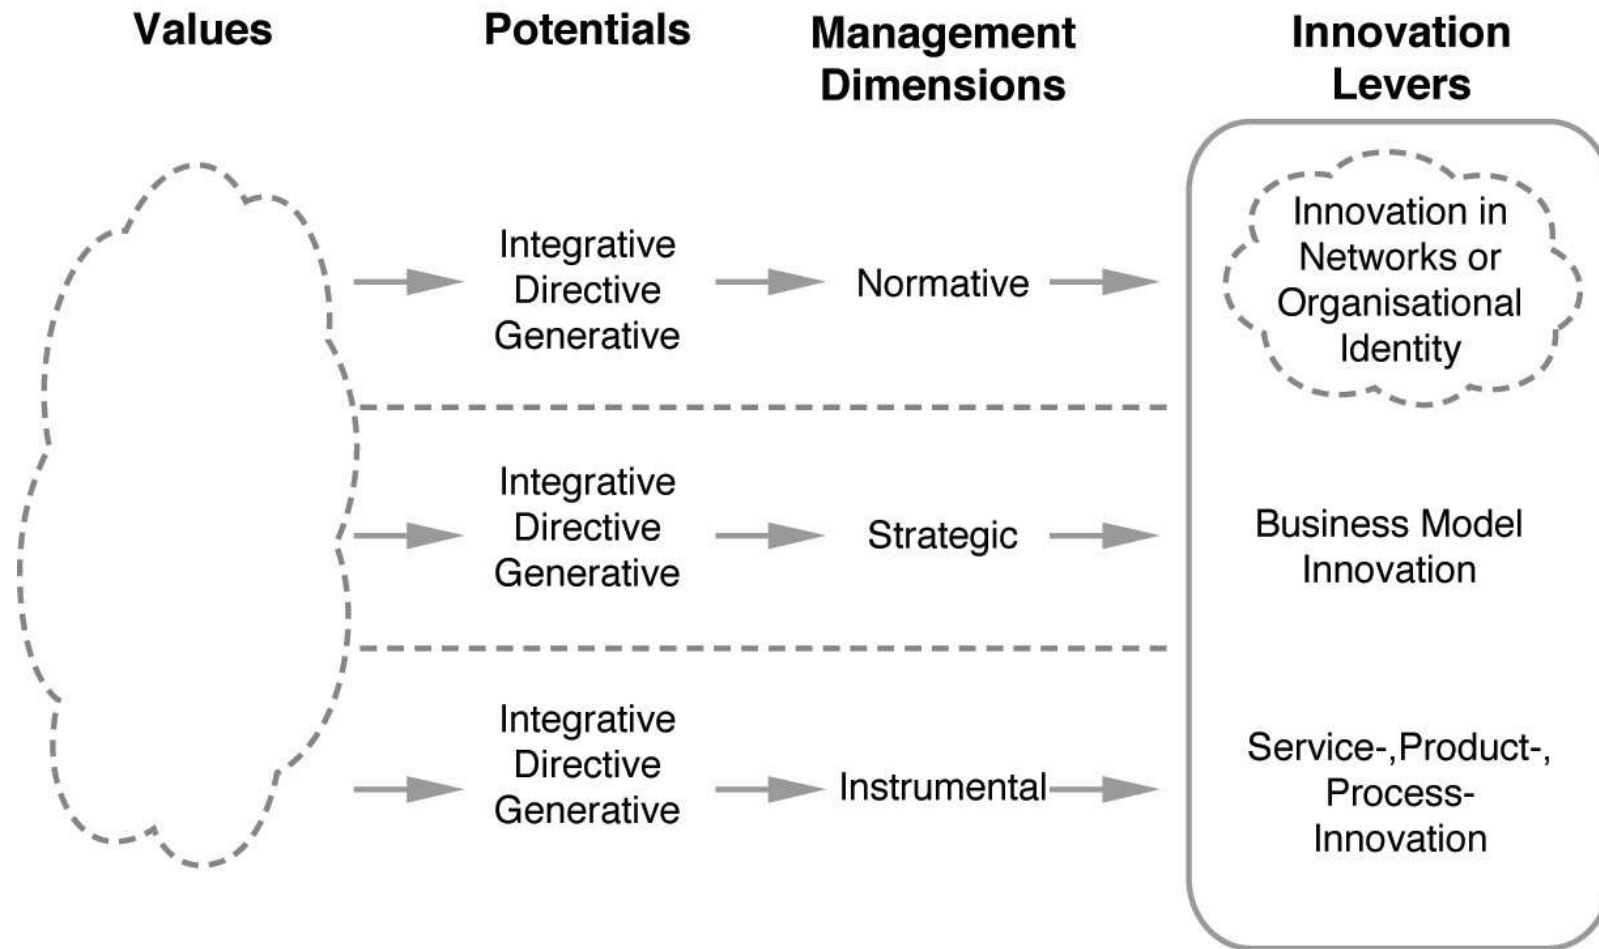 Values
Potentials
Management
Dimensions
Innovation
Levers
Integrative
Directive
Generative
Normative
Innovation in
Networks or
Organisational
Identity
Integrative
Directive
Generative
Strategic
Business Model
Innovation
Integrative
Directive
Generative
Instrumental
Service-,Product-,
Process-
Innovation